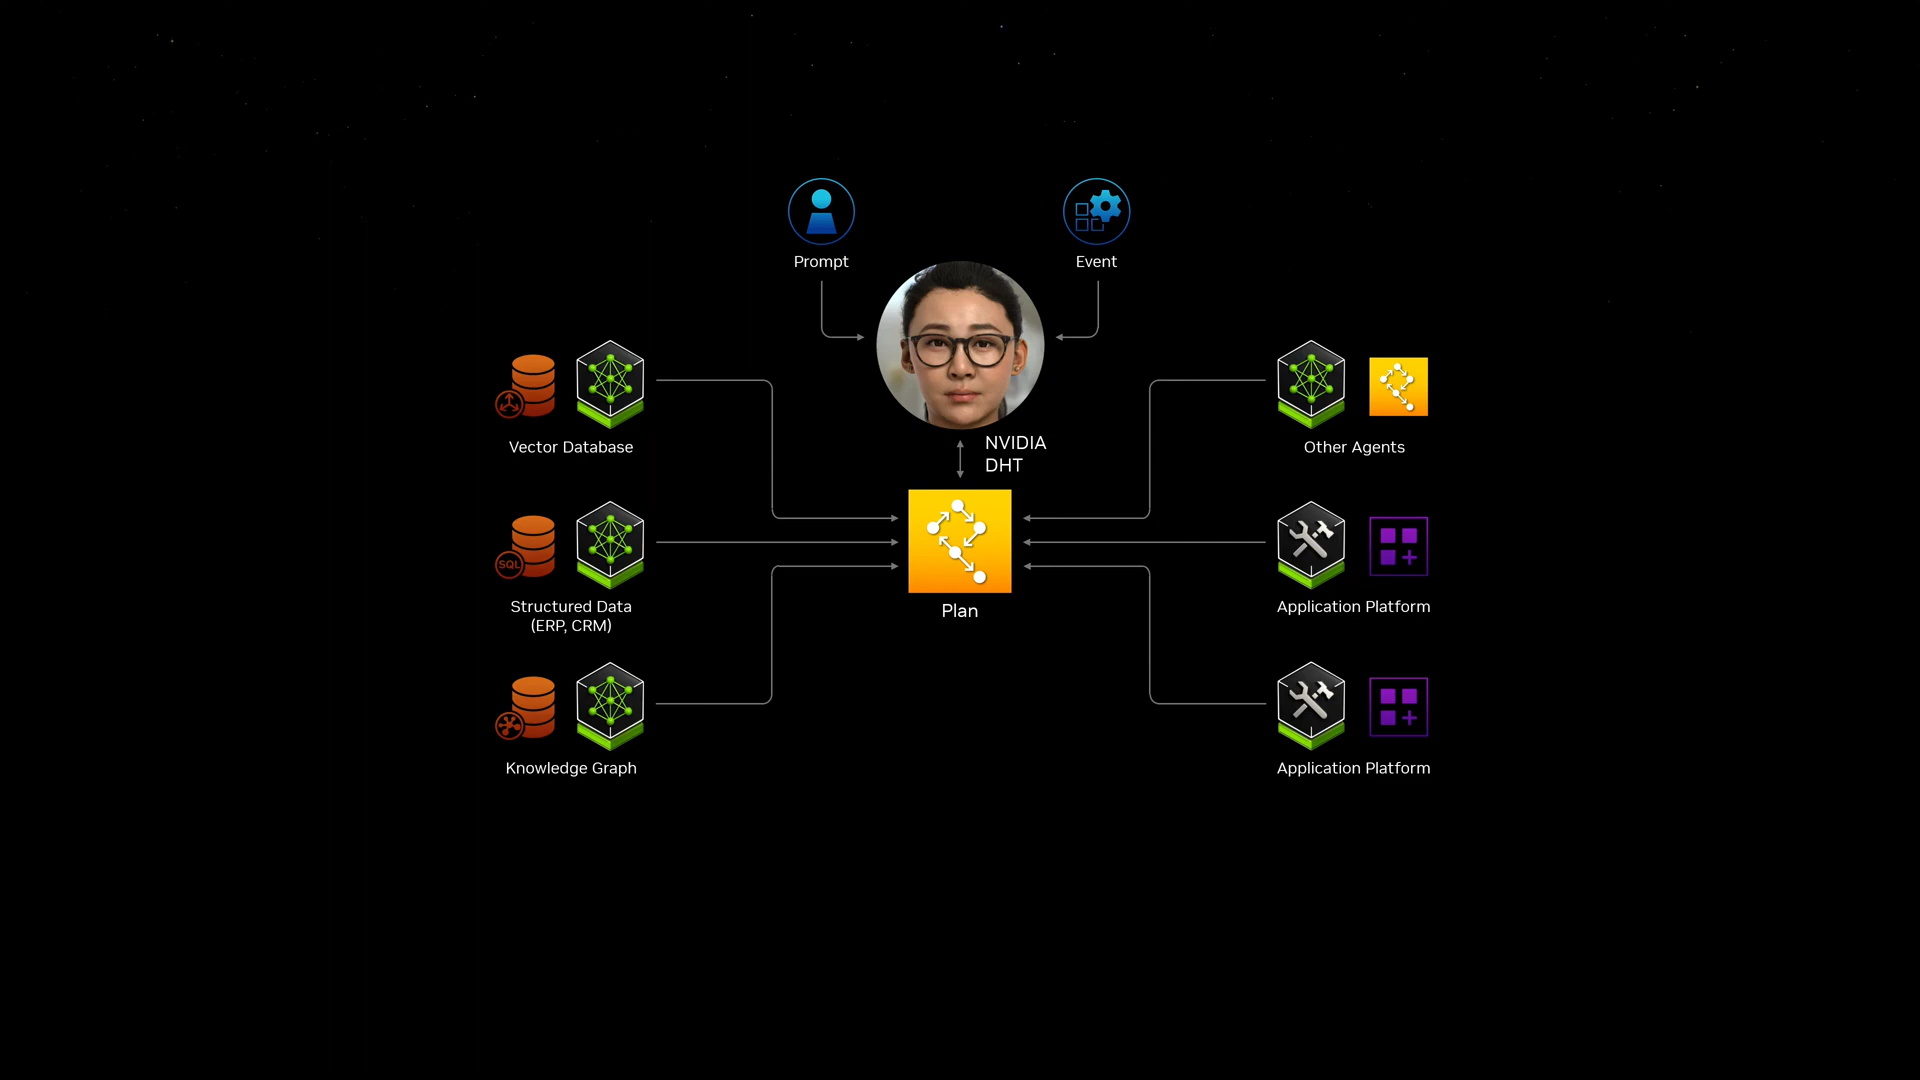 Prompt
Event
NVIDIA
DHT
Vector Database
Other Agents
SQL
Structured Data
(ERP, CRM)
Plan
Application Platform
Knowledge Graph
Application Platform